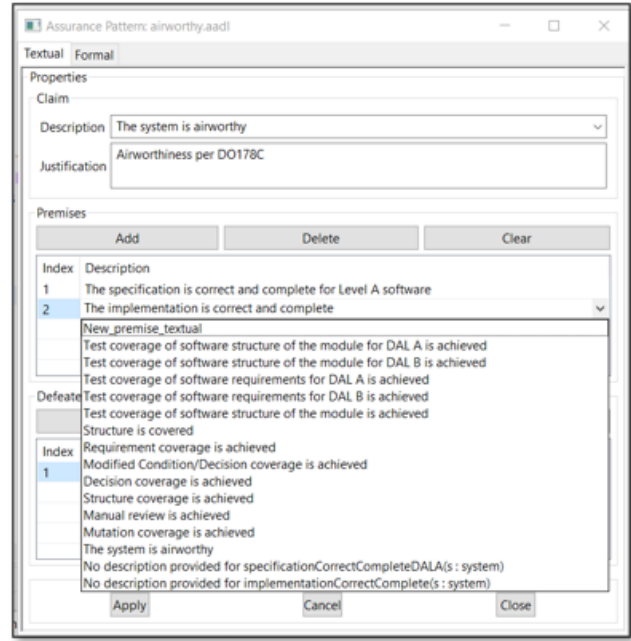 Assurance Pattern: airworthy.aadl
Textual Formal
Properties
Claim
Description The system is airworthy
Justification Airworthiness per DO178C
Premises
Add Delete Clear
Index Description
1 The specification is correct and complete for Level A software
2 The implementation is correct and complete
New_premise_textual
Test coverage of software structure of the module for DAL A is achieved
Test coverage of software structure of the module for DAL B is achieved
Test coverage of software requirements for DAL A is achieved
Defeate Test coverage of software requirements for DAL B is achieved
Test coverage of software structure of the module is achieved
Structure is covered
Index Requirement coverage is achieved
Modified Condition/Decision coverage is achieved
1 Decision coverage is achieved
Structure coverage is achieved
Manual review is achieved
Mutation coverage is achieved
The system is airworthy
No description provided for specificationCorrectCompleteDALA(s : system)
No description provided for implementationCorrectComplete(s : system)
Apply Cancel Close